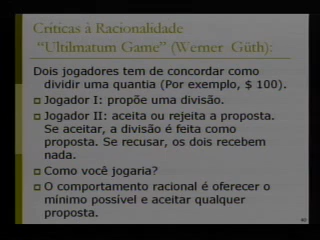 Críticas à Racionalidade
"Ultilmatum Game" (Werner Güth):
Dois jogadores tem de concordar como
dividir uma quantia (Por exemplo, $ 100).
Jogador I: propõe uma divisão.
Jogador II: aceita ou rejeita a proposta.
Se aceitar, a divisão é feita como
proposta. Se recusar, os dois recebem
nada.
Como você jogaria?
O comportamento racional é oferecer o
mínimo possível e aceitar qualquer
proposta.